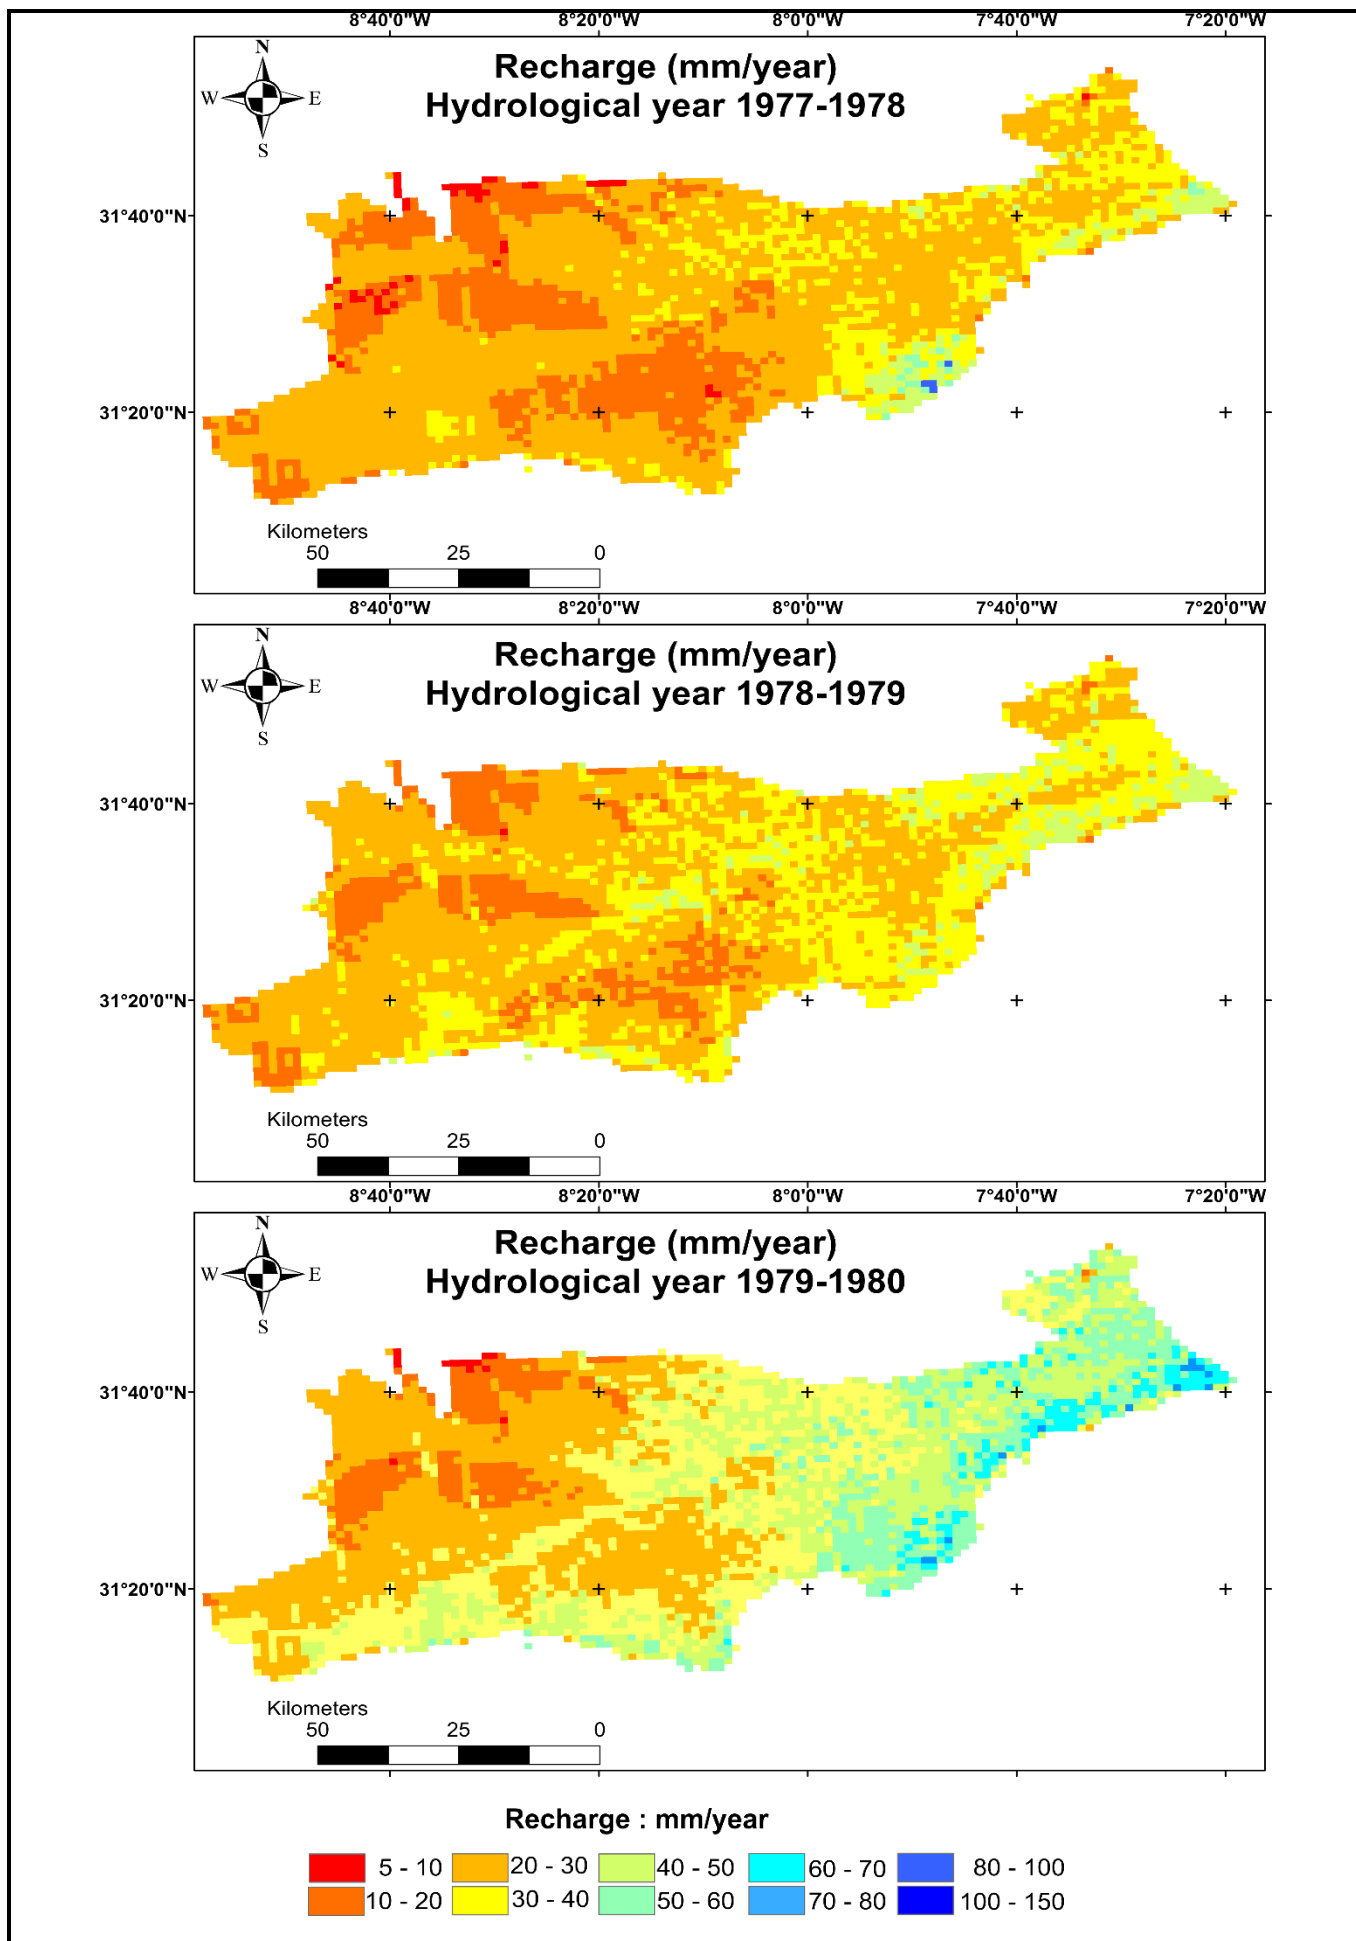 8°40'0"W 8°20'0"W 8°0'0"W 7°40'0"W 7°20'0"W
Recharge (mm/year)
Hydrological year 1977-1978
N
W E
S
31°40'0"N
31°20'0"N
Kilometers
50 25 0
8°40'0"W 8°20'0"W 8°0'0"W 7°40'0"W 7°20'0"W
Recharge (mm/year)
Hydrological year 1978-1979
N
W E
S
31°40'0"N
31°20'0"N
Kilometers
50 25 0
8°40'0"W 8°20'0"W 8°0'0"W 7°40'0"W 7°20'0"W
Recharge (mm/year)
Hydrological year 1979-1980
N
W E
S
31°40'0"N
31°20'0"N
Kilometers
50 25 0
Recharge : mm/year
5 - 10 20 - 30 40 - 50 60 - 70 80 - 100
10 - 20 30 - 40 50 - 60 70 - 80 100 - 150